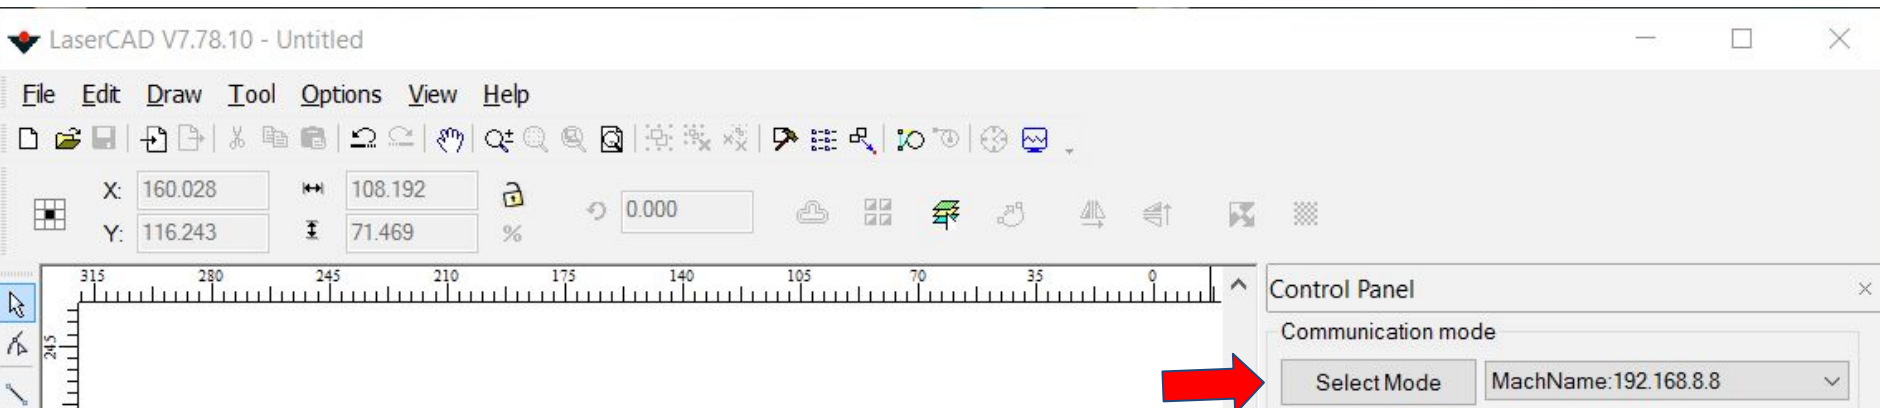 LaserCAD V7.78.10 - Untitled
File Edit Draw Tool Options View Help
X: 160.028 108.192 0.000
Y: 116.243 71.469 %
315 280 245 210 175 140 105 70 35 0
Control Panel
Communication mode
245
Select Mode MachName:192.168.8.8